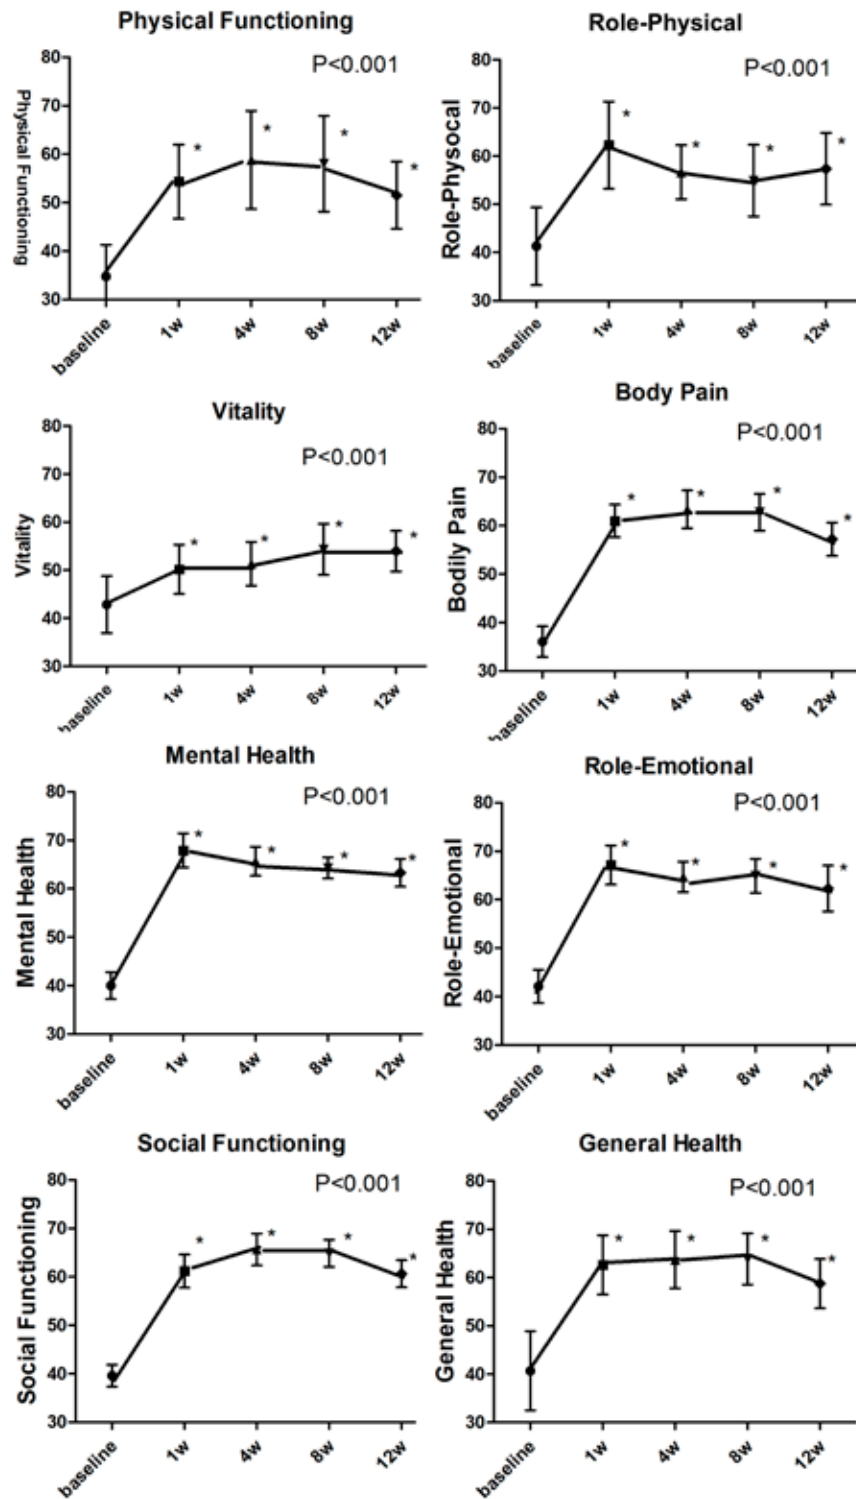 Physical Functioning
P<0.001
Physical Functioning
80
70
60
50
40
30
baseline
1w
4w
8w
12w
*
*
*
*
Role-Physical
P<0.001
Role-Physocal
80
70
60
50
40
30
baseline
1w
4w
8w
12w
*
*
*
*
Vitality
P<0.001
Vitality
80
70
60
50
40
30
baseline
1w
4w
8w
12w
*
*
*
*
Body Pain
P<0.001
Bodily Pain
80
70
60
50
40
30
baseline
1w
4w
8w
12w
*
*
*
*
Mental Health
P<0.001
Mental Health
80
70
60
50
40
30
baseline
1w
4w
8w
12w
*
*
*
*
Role-Emotional
P<0.001
Role-Emotional
80
70
60
50
40
30
baseline
1w
4w
8w
12w
*
*
*
*
Social Functioning
P<0.001
Social Functioning
80
70
60
50
40
30
baseline
1w
4w
8w
12w
*
*
*
*
General Health
P<0.001
General Health
80
70
60
50
40
30
baseline
1w
4w
8w
12w
*
*
*
*